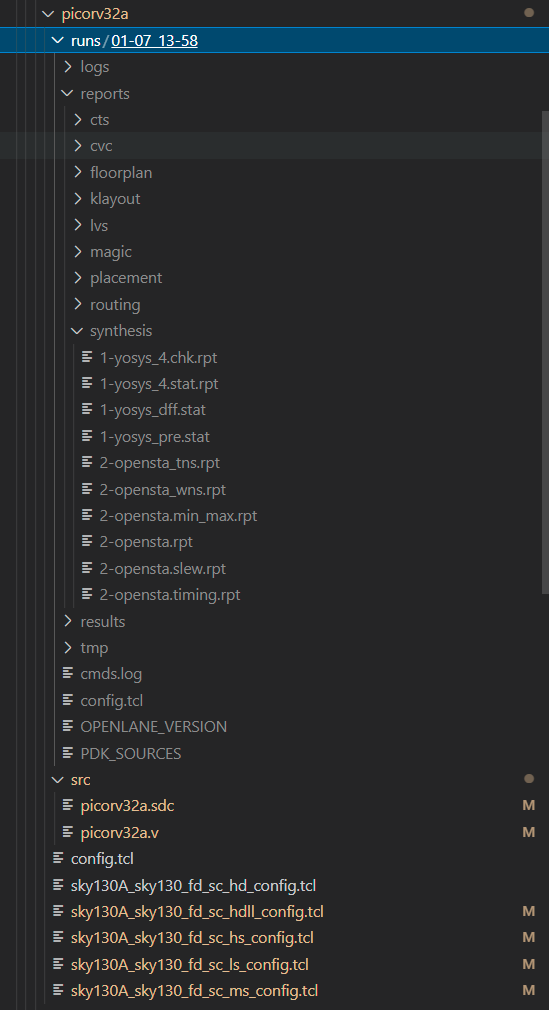 picorv32a
runs/01-07_13-58
logs
reports
cts
cvc
floorplan
klayout
lvs
magic
placement
routing
synthesis
1-yosys_4.chk.rpt
1-yosys_4.stat.rpt
1-yosys_dff.stat
1-yosys_pre.stat
2-opensta_tns.rpt
2-opensta_wns.rpt
2-opensta.min_max.rpt
2-opensta.rpt
2-opensta.slew.rpt
2-opensta.timing.rpt
results
tmp
cmds.log
config.tcl
OPENLANE_VERSION
PDK_SOURCES
src
picorv32a.sdc M
picorv32a.v M
config.tcl
sky130A_sky130_fd_sc_hd_config.tcl
sky130A_sky130_fd_sc_hdll_config.tcl M
sky130A_sky130_fd_sc_hs_config.tcl M
sky130A_sky130_fd_sc_ls_config.tcl M
sky130A_sky130_fd_sc_ms_config.tcl M